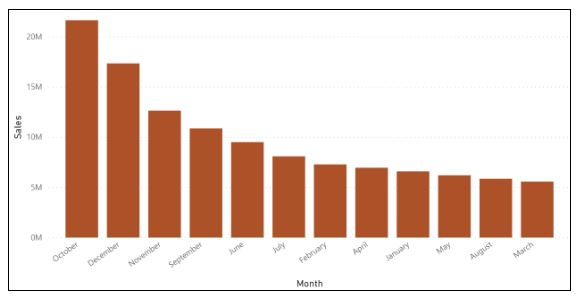 20M
15M
10M
5M
0M
Sales
October December November September June July February April January May August March
Month